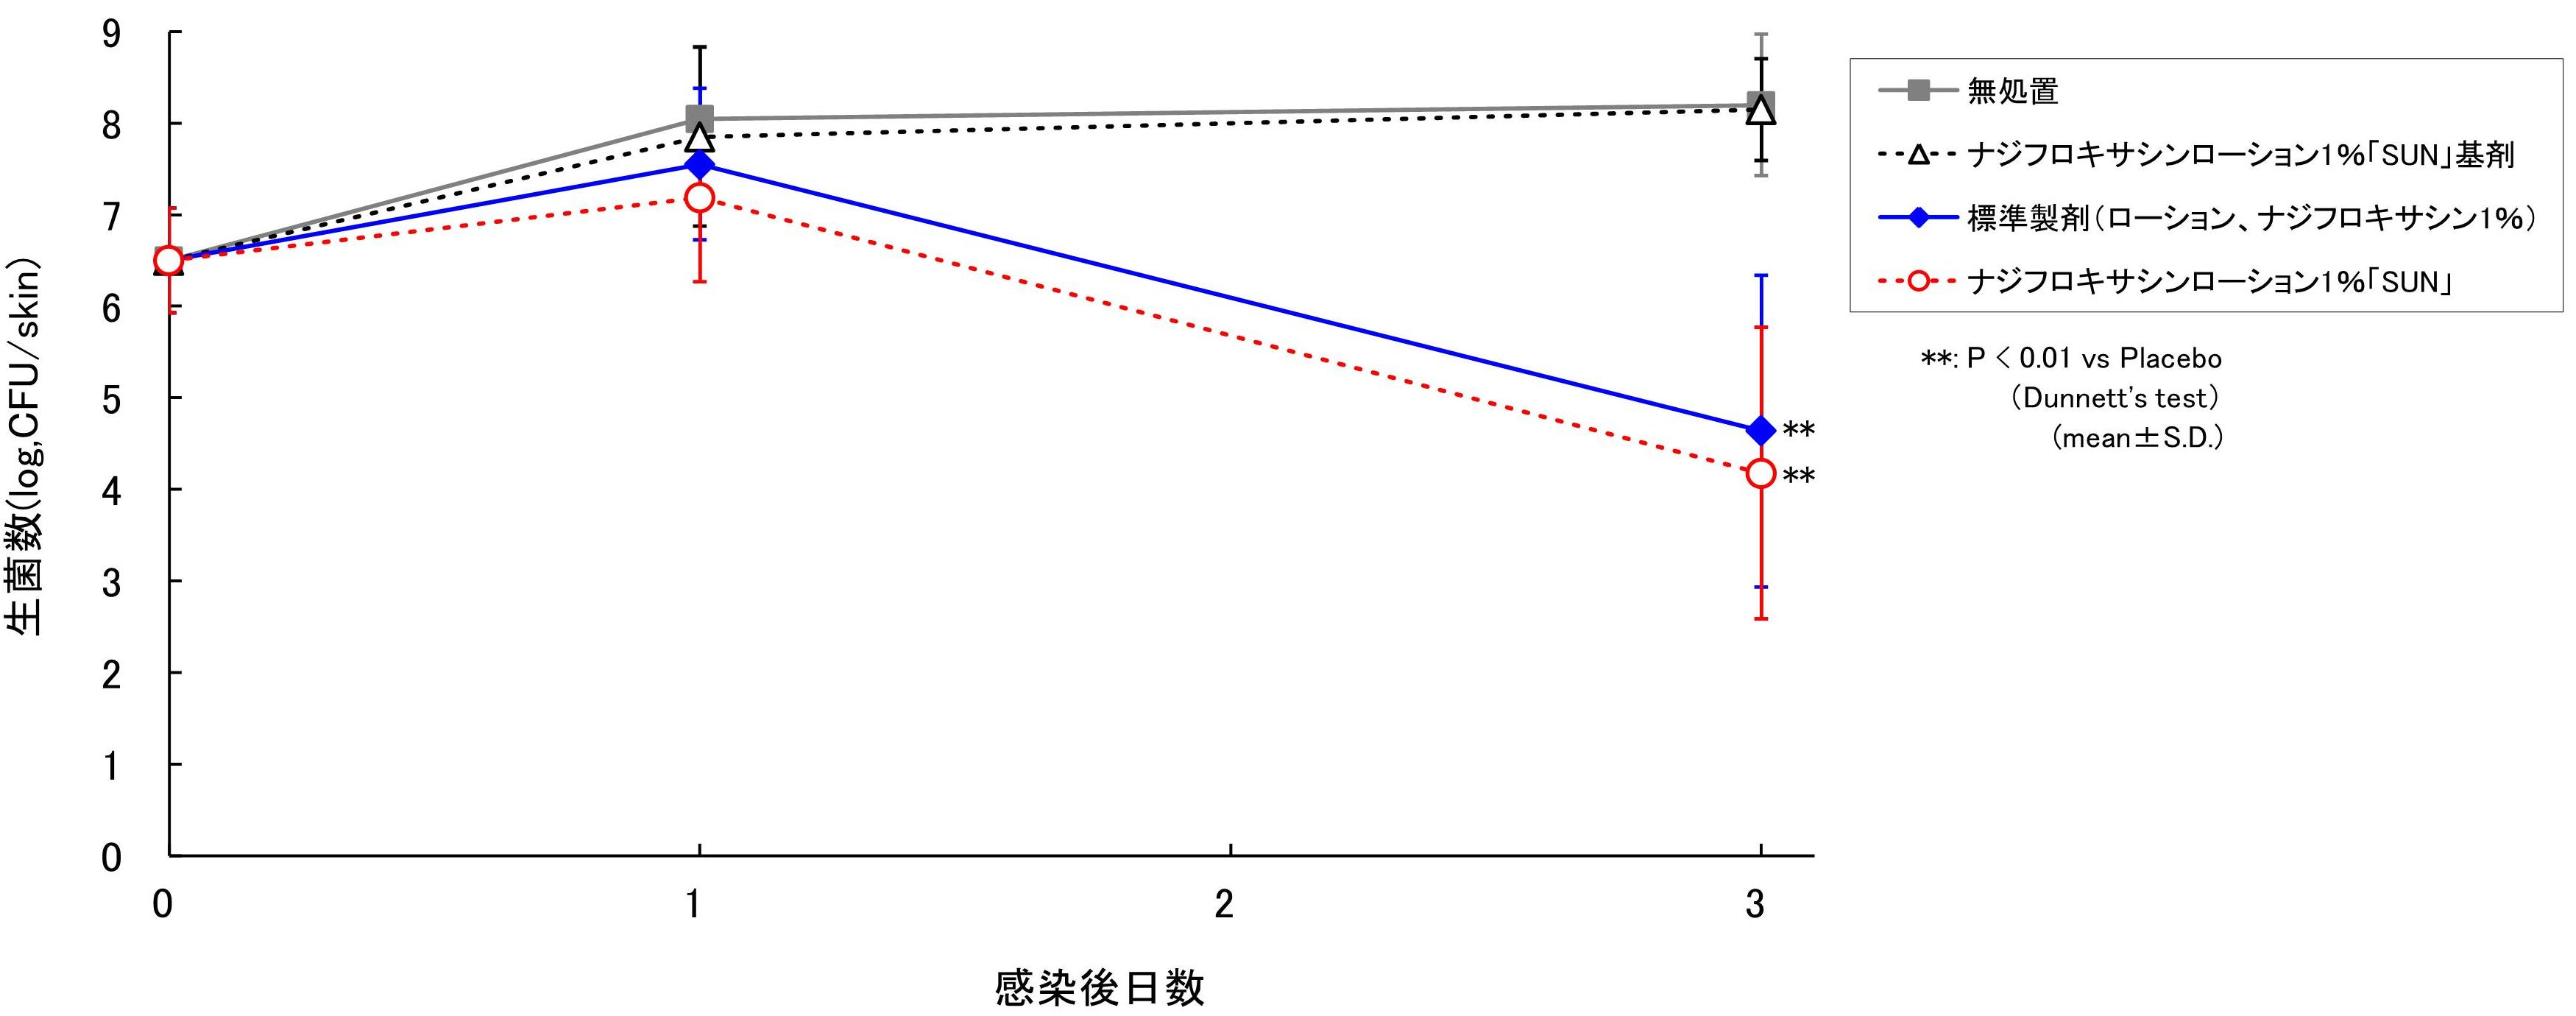 9
8
7
6
5
4
3
2
1
0
生菌数(log,CFU/skin)
0
1
2
3
感染後日数
無処置
ナジフロキサシンローション1%「SUN」基剤
標準製剤(ローション、ナジフロキサシン1%)
ナジフロキサシンローション1%「SUN」
**: P < 0.01 vs Placebo
(Dunnett's test)
(mean±S.D.)
**
**